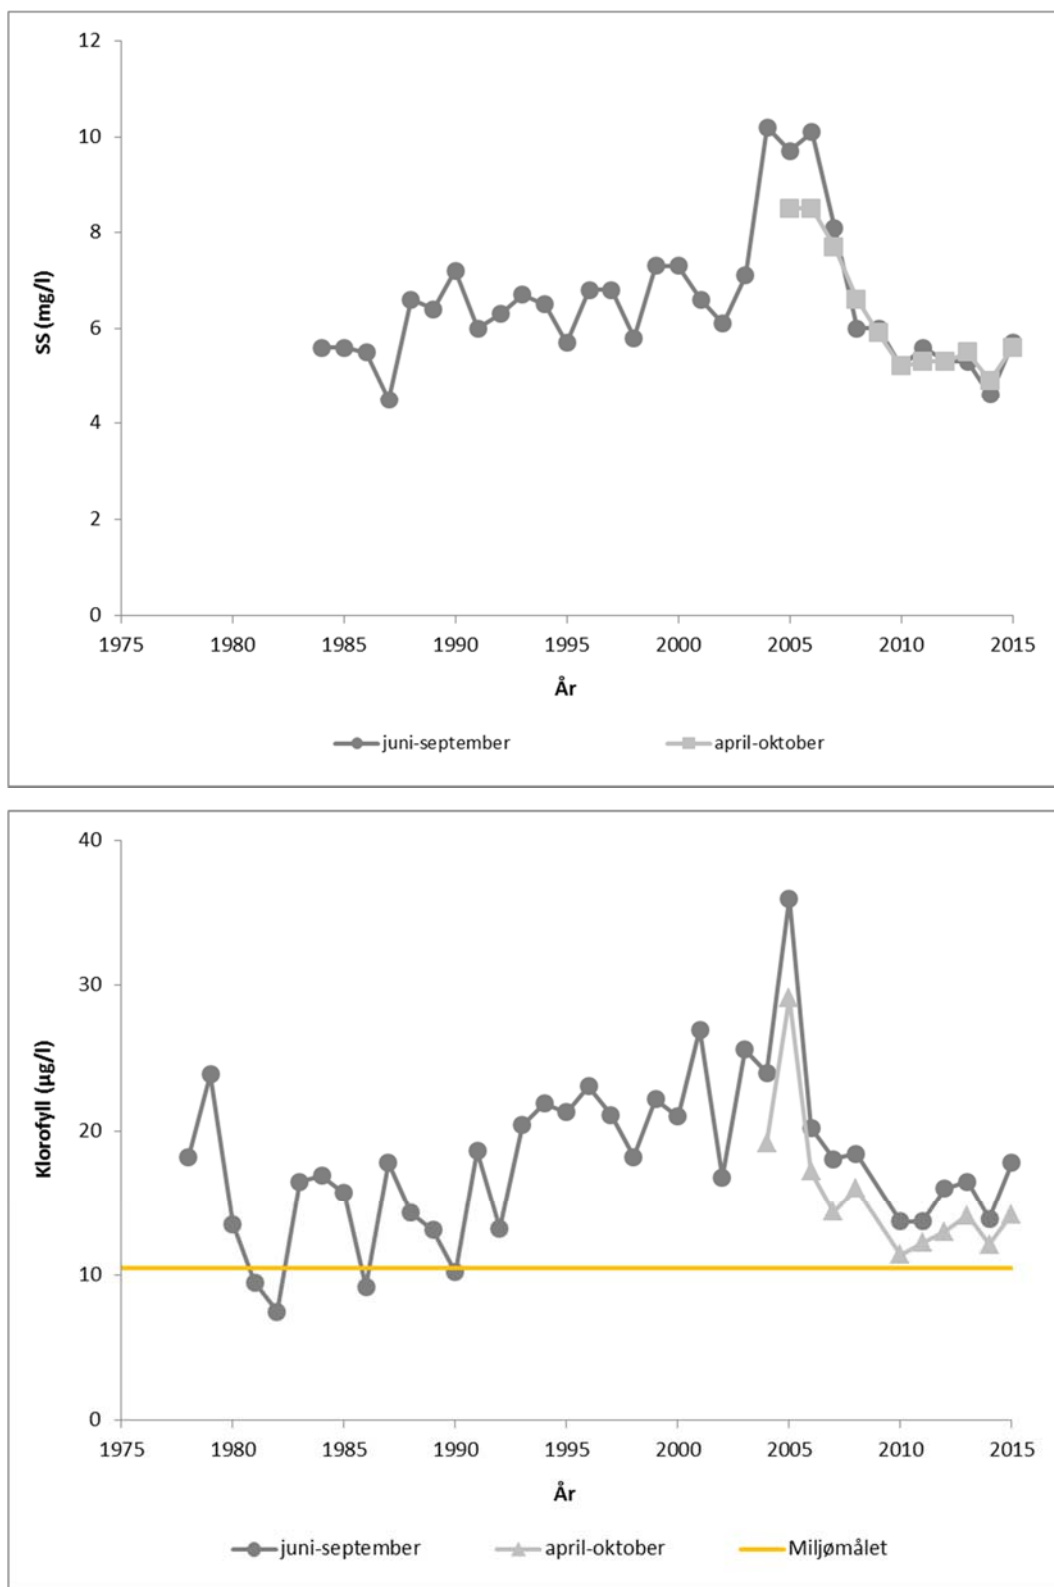 12
10
8
6
4
2
0
SS (mg/l)
1975 1980 1985 1990 1995 2000 2005 2010 2015
År
juni-september april-oktober
40
30
20
10
0
Klorofyll (µg/l)
1975 1980 1985 1990 1995 2000 2005 2010 2015
År
juni-september april-oktober Miljømålet